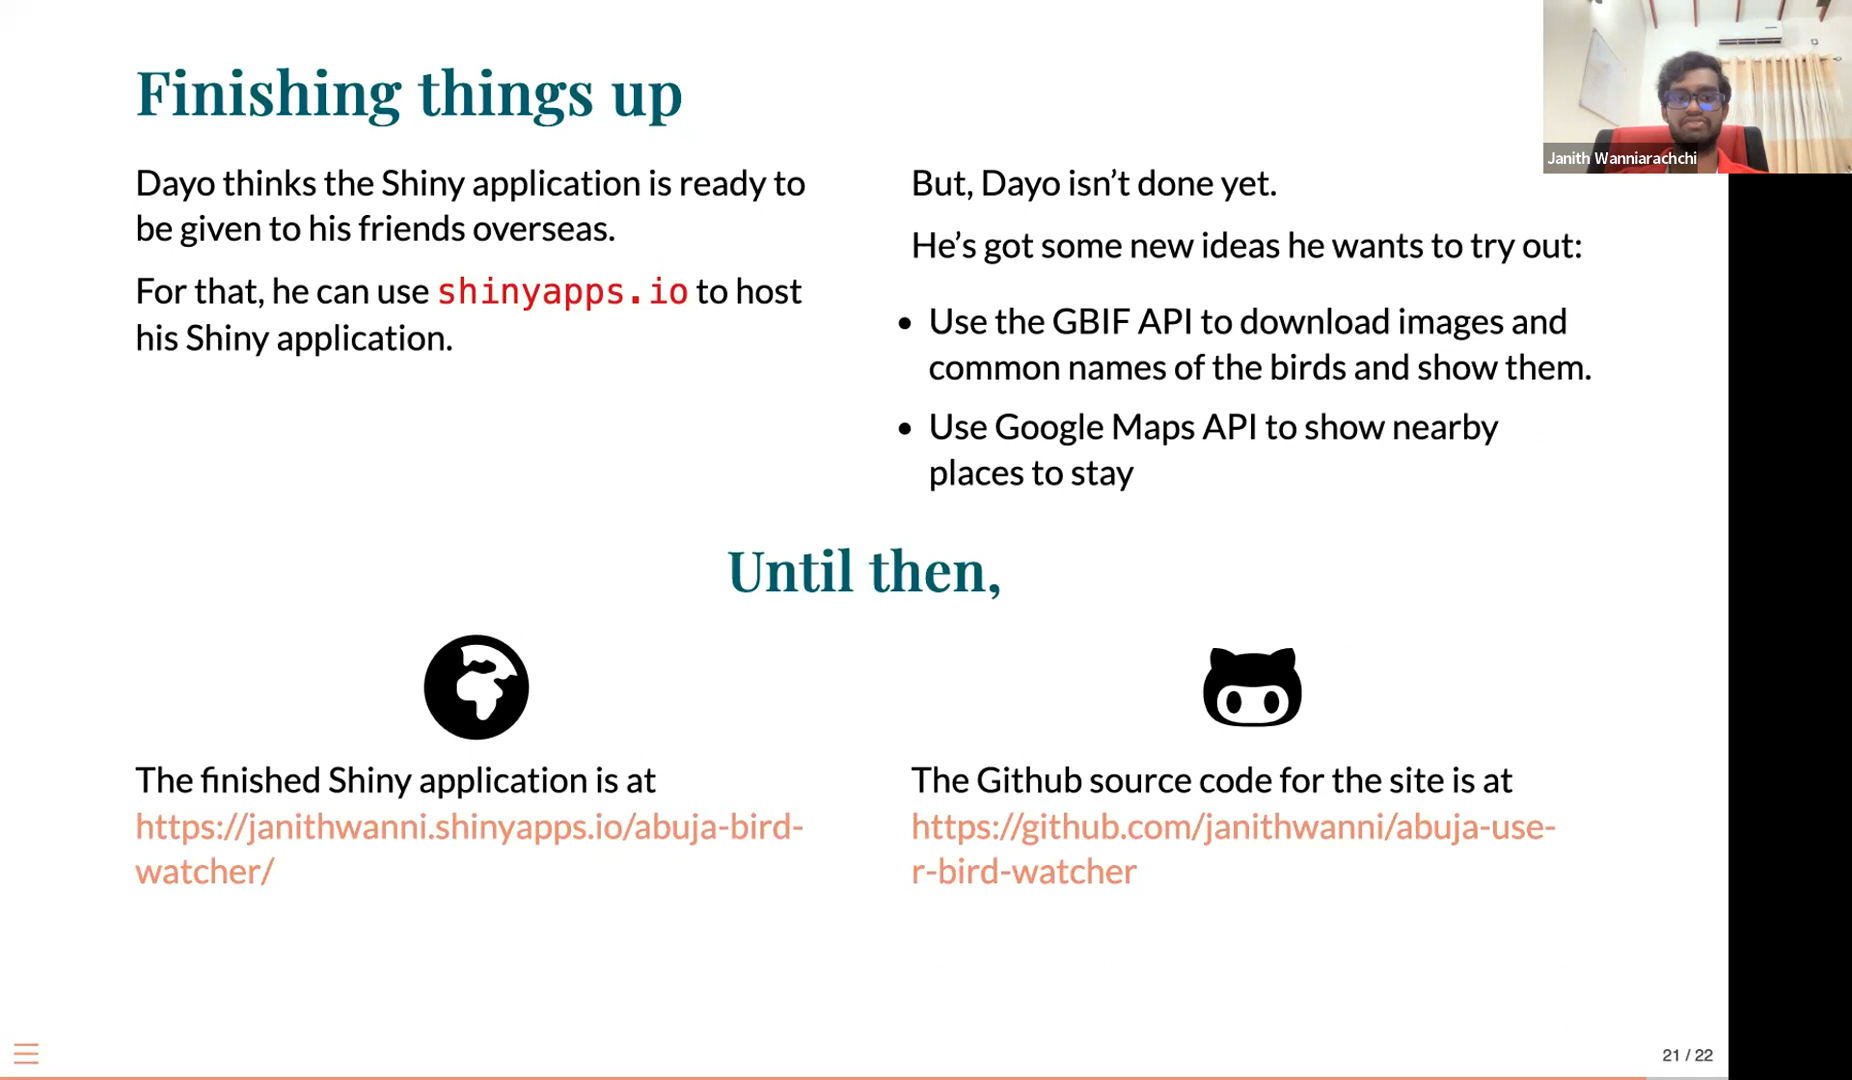 Finishing things up
Dayo thinks the Shiny application is ready to
be given to his friends overseas.
For that, he can use shinyapps.io to host
his Shiny application.
But, Dayo isn't done yet.
He's got some new ideas he wants to try out:
• Use the GBIF API to download images and
common names of the birds and show them.
• Use Google Maps API to show nearby
places to stay
Until then,
The finished Shiny application is at
https://janithwanni.shinyapps.io/abuja-bird-
watcher/
The Github source code for the site is at
https://github.com/janithwanni/abuja-use-
r-bird-watcher
Janith Wanniarachchi
21 / 22